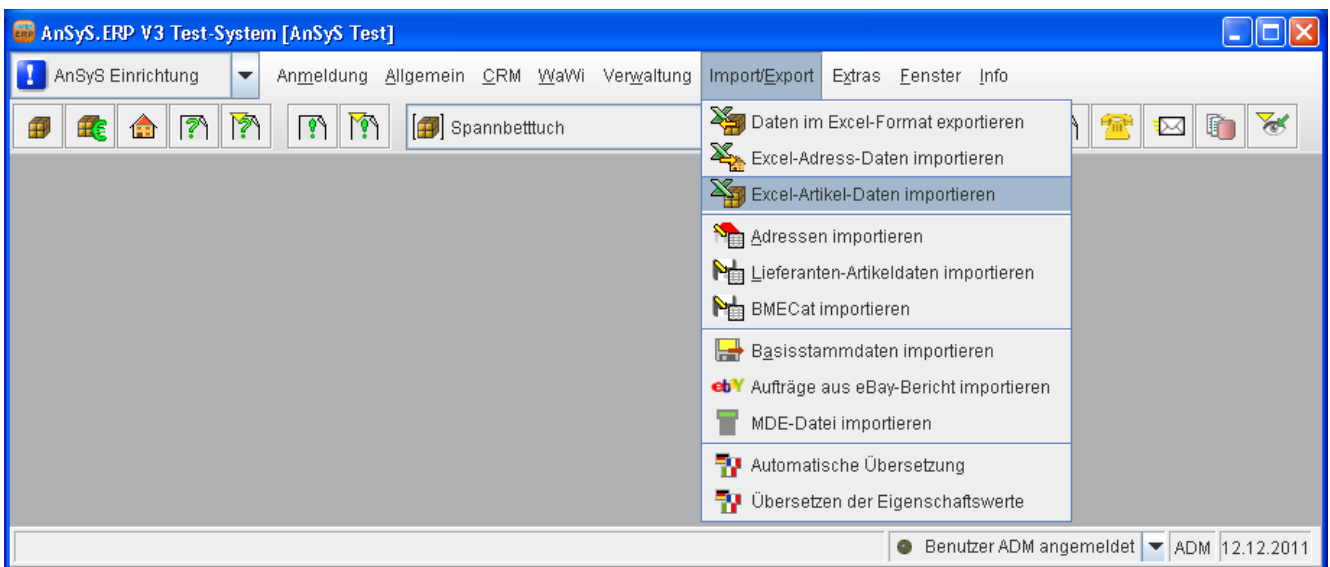 AnSyS.ERP V3 Test-System [AnSyS Test]
AnSyS Einrichtung Anmeldung Allgemein CRM WaWi Verwaltung Import/Export Extras Fenster Info
Spannbetttuch
Daten im Excel-Format exportieren
Excel-Adress-Daten importieren
Excel-Artikel-Daten importieren
Adressen importieren
Lieferanten-Artikeldaten importieren
BMECat importieren
Basisstammdaten importieren
ebY Aufträge aus eBay-Bericht importieren
MDE-Datei importieren
Automatische Übersetzung
Übersetzen der Eigenschaftswerte
Benutzer ADM angemeldet ADM 12.12.2011